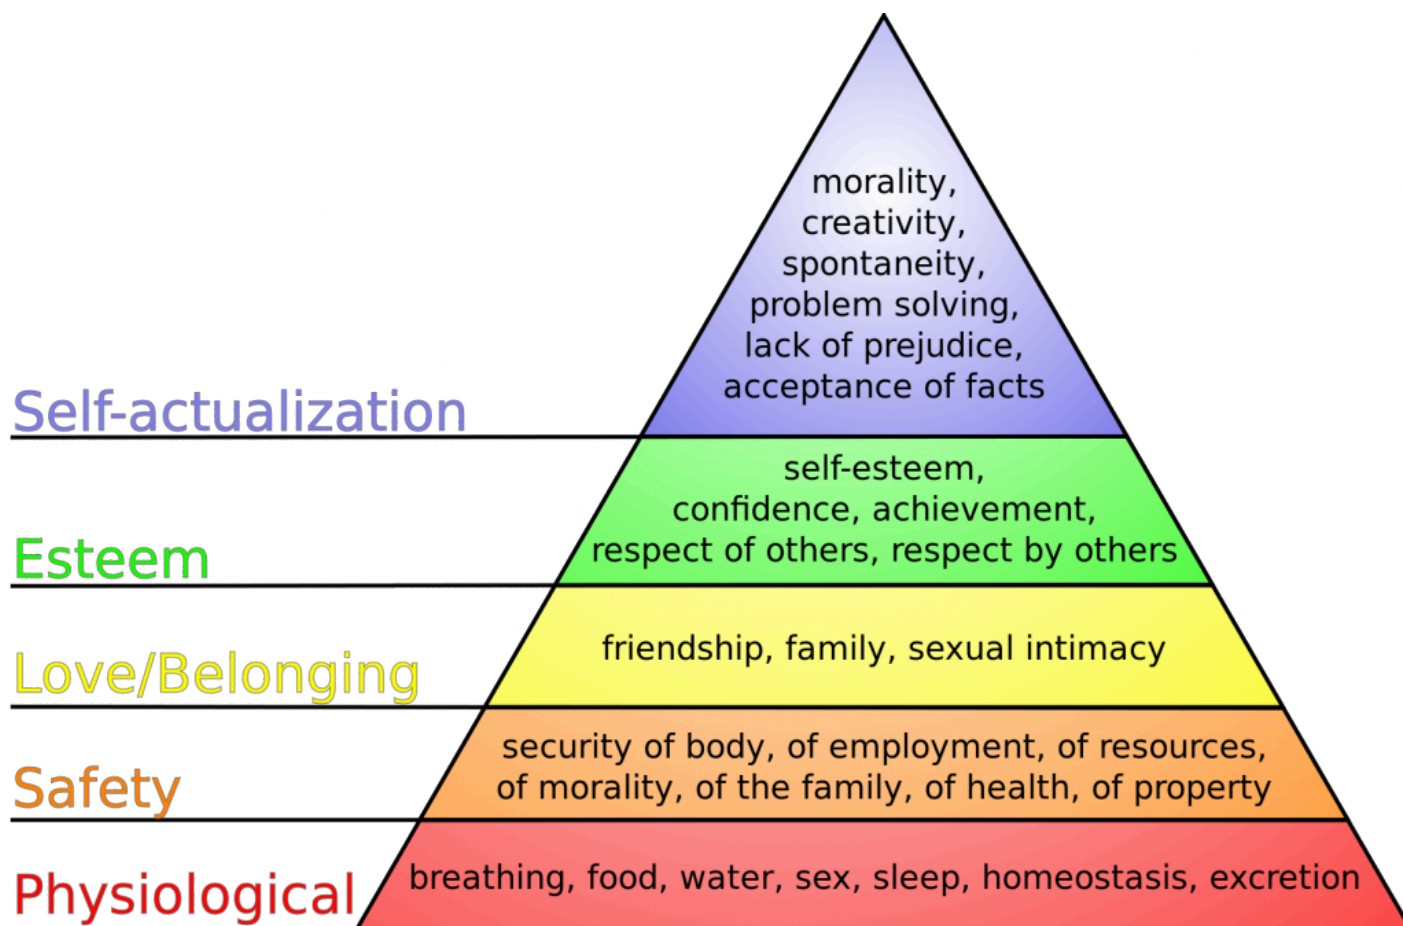 morality,
creativity,
spontaneity,
problem solving,
lack of prejudice,
acceptance of facts
Self-actualization
self-esteem,
confidence, achievement,
respect of others, respect by others
Esteem
friendship, family, sexual intimacy
Love/Belonging
security of body, of employment, of resources,
of morality, of the family, of health, of property
Safety
breathing, food, water, sex, sleep, homeostasis, excretion
Physiological